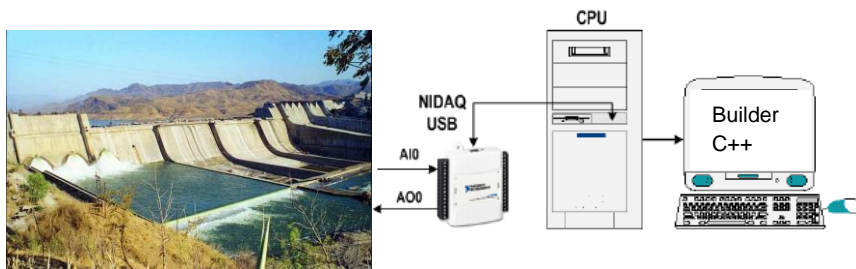 CPU
NIDAQ
USB
AI0
AO0
Builder
C++